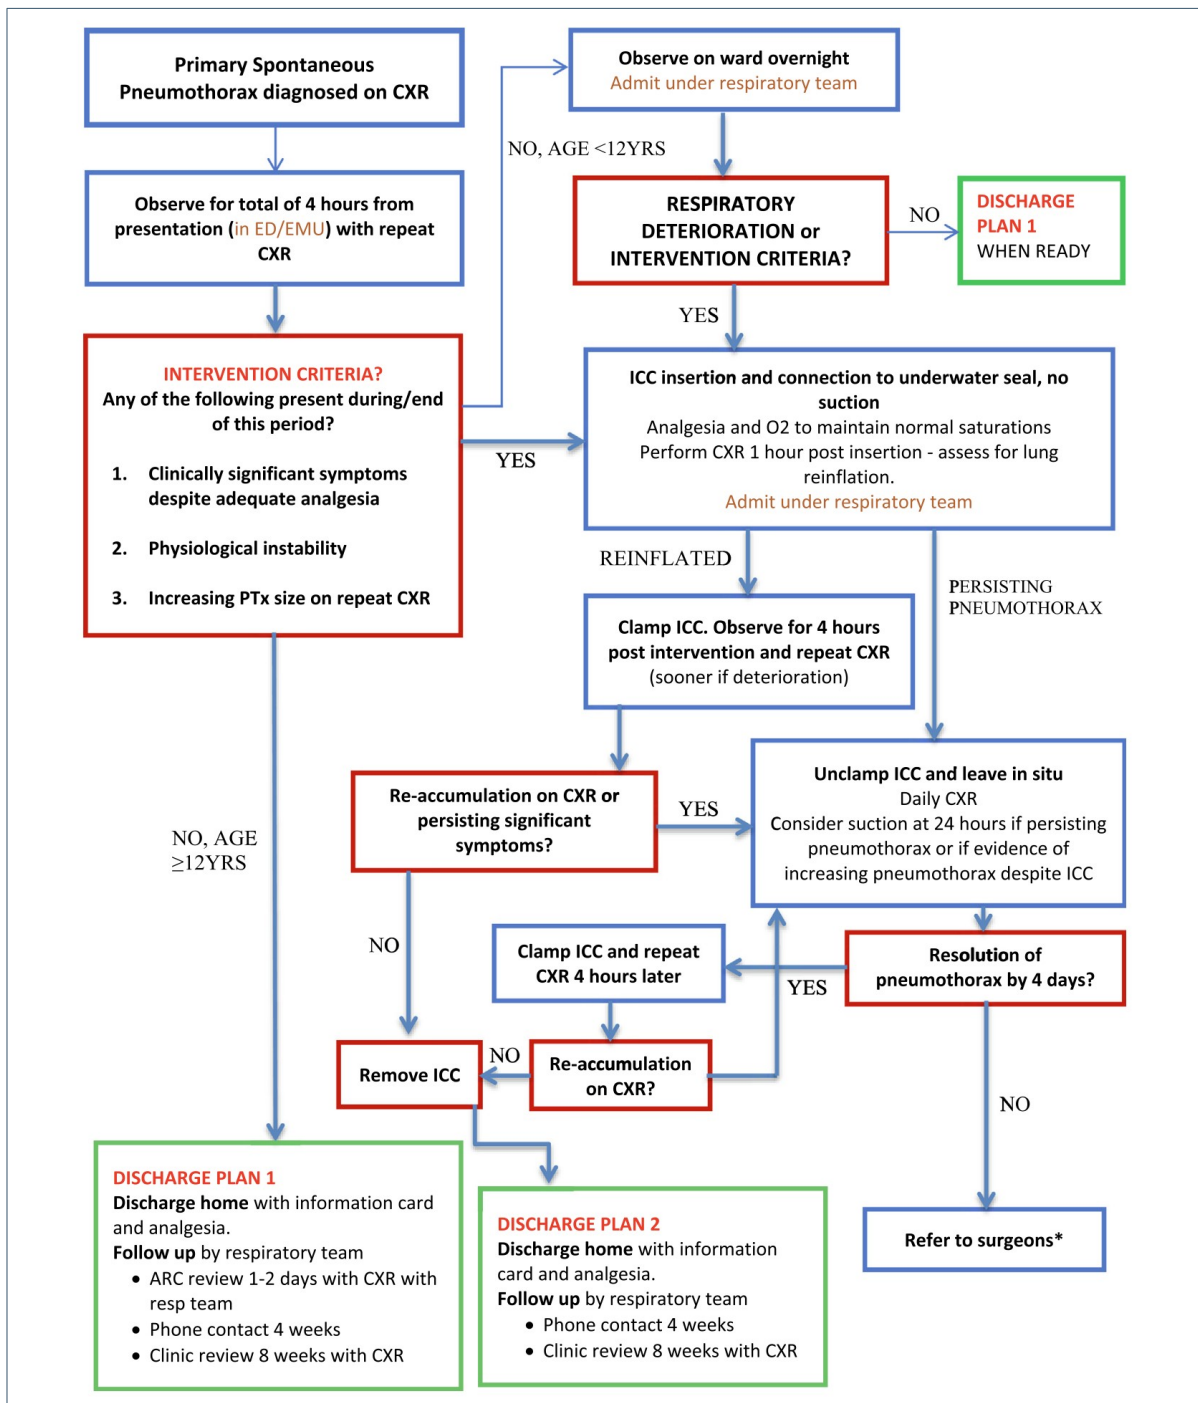 Primary Spontaneous
Pneumothorax diagnosed on CXR
Observe for total of 4 hours from
presentation (in ED/EMU) with repeat
CXR
INTERVENTION CRITERIA?
Any of the following present during/end
of this period?
1. Clinically significant symptoms
despite adequate analgesia
2. Physiological instability
3. Increasing PTx size on repeat CXR
NO, AGE <12YRS
YES
NO, AGE
≥12YRS
Observe on ward overnight
Admit under respiratory team
RESPIRATORY
DETERIORATION or
INTERVENTION CRITERIA?
NO
DISCHARGE
PLAN 1
WHEN READY
YES
ICC insertion and connection to underwater seal, no
suction
Analgesia and O2 to maintain normal saturations
Perform CXR 1 hour post insertion - assess for lung
reinflation.
Admit under respiratory team
REINFLATED
PERSISTING
PNEUMOTHORAX
Clamp ICC. Observe for 4 hours
post intervention and repeat CXR
(sooner if deterioration)
Re-accumulation on CXR or
persisting significant
symptoms?
YES
NO
Unclamp ICC and leave in situ
Daily CXR
Consider suction at 24 hours if persisting
pneumothorax or if evidence of
increasing pneumothorax despite ICC
Resolution of
pneumothorax by 4 days?
YES
NO
Clamp ICC and repeat
CXR 4 hours later
Re-accumulation
on CXR?
NO
Remove ICC
DISCHARGE PLAN 1
Discharge home with information card
and analgesia.
Follow up by respiratory team
• ARC review 1-2 days with CXR with
resp team
• Phone contact 4 weeks
• Clinic review 8 weeks with CXR
DISCHARGE PLAN 2
Discharge home with information
card and analgesia.
Follow up by respiratory team
• Phone contact 4 weeks
• Clinic review 8 weeks with CXR
Refer to surgeons*